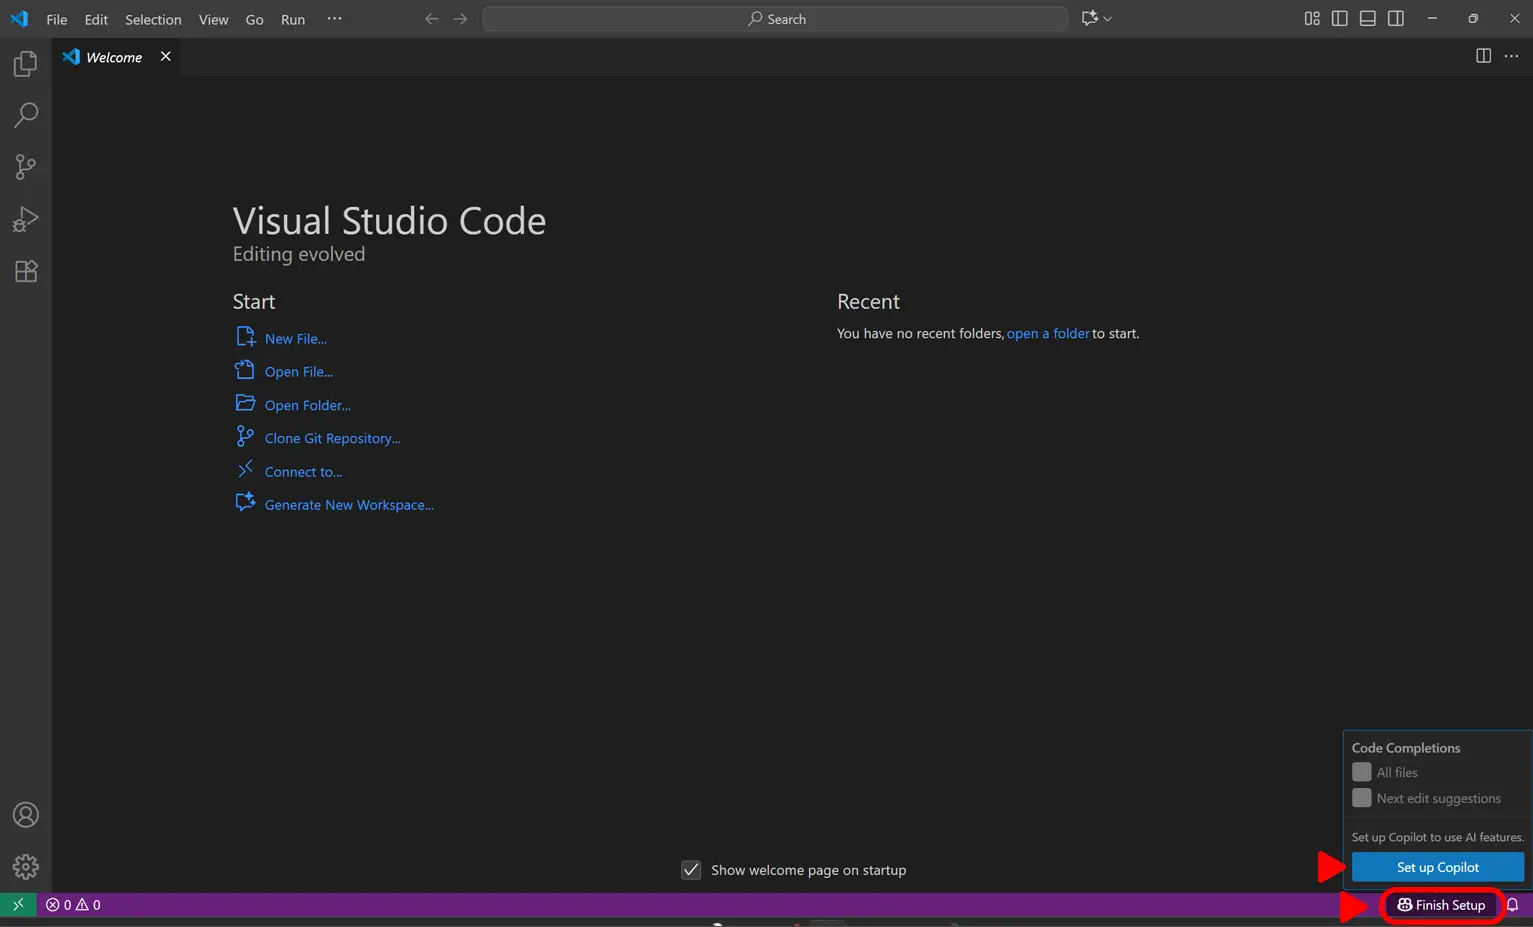 File Edit Selection View Go Run ···
Search
Welcome
Visual Studio Code
Editing evolved
Start
New File...
Open File...
Open Folder...
Clone Git Repository...
Connect to...
Generate New Workspace...
Recent
You have no recent folders, open a folder to start.
Code Completions
All files
Next edit suggestions
Set up Copilot to use AI features.
Set up Copilot
Show welcome page on startup
0 0
Finish Setup